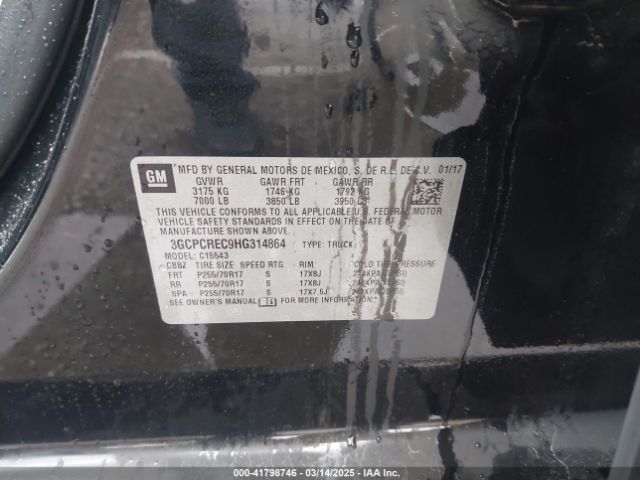 GM
MFD BY GENERAL MOTORS DE MEXICO, S. DE R.L. DE C.V. 01/17
GVWR GAWR FRT GAWR RR
3175 KG 1746 KG 1792 KG
7000 LB 3850 LB 3950 LB
THIS VEHICLE CONFORMS TO ALL APPLICABLE U.S. FEDERAL MOTOR
VEHICLE SAFETY STANDARDS IN EFFECT ON THE DATE OF
MANUFACTURE SHOWN ABOVE.
3GCPCREC9HG314864 TYPE: TRUCK
MODEL: C15543
CBBZ TIRE SIZE SPEED RTG RIM COLD TIRE PRESSURE
FRT P255/70R17 S 17X8J
RR P255/70R17 S 17X8J
SPA P255/70R17 S 17X7.5J
SEE OWNER'S MANUAL FOR MORE INFORMATION.
000-41798746 - 03/14/2025 - IAA Inc.